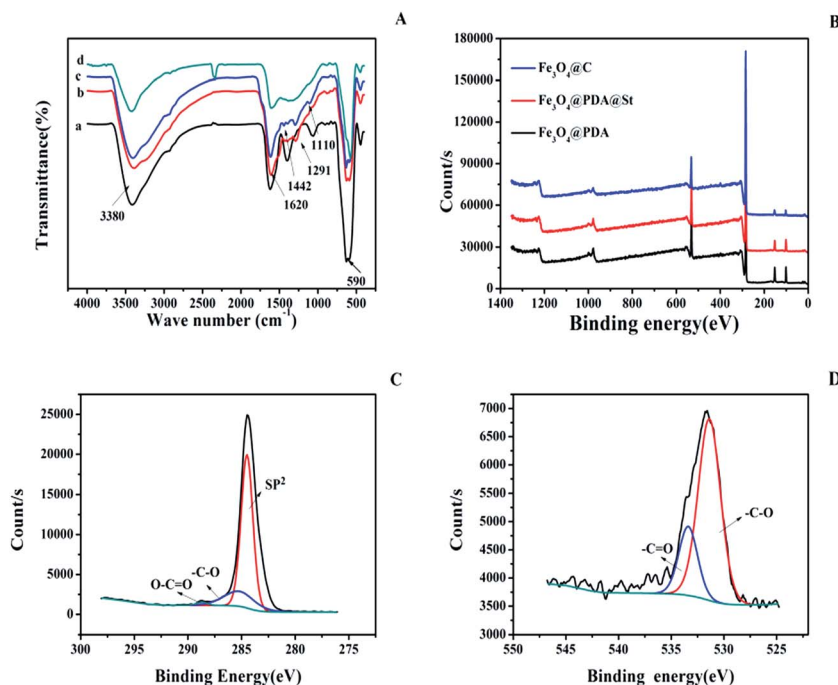 A
Transmittance(%)
d
c
b
a
3380
1620
1442
1291
1110
590
4000 3500 3000 2500 2000 1500 1000 500
Wave number (cm⁻¹)
B
Count/s
180000
150000
120000
90000
60000
30000
0
Fe₃O₄@C
Fe₃O₄@PDA@St
Fe₃O₄@PDA
1400 1200 1000 800 600 400 200 0
Binding energy(eV)
C
Count/s
25000
20000
15000
10000
5000
2500
0
SP²
-C-O
O-C=O
300 295 290 285 280 275
Binding Energy(eV)
D
Count/s
7000
6500
6000
5500
5000
4500
4000
3500
3000
-C=O
-C-O
550 545 540 535 530 525 520
Binding energy(eV)